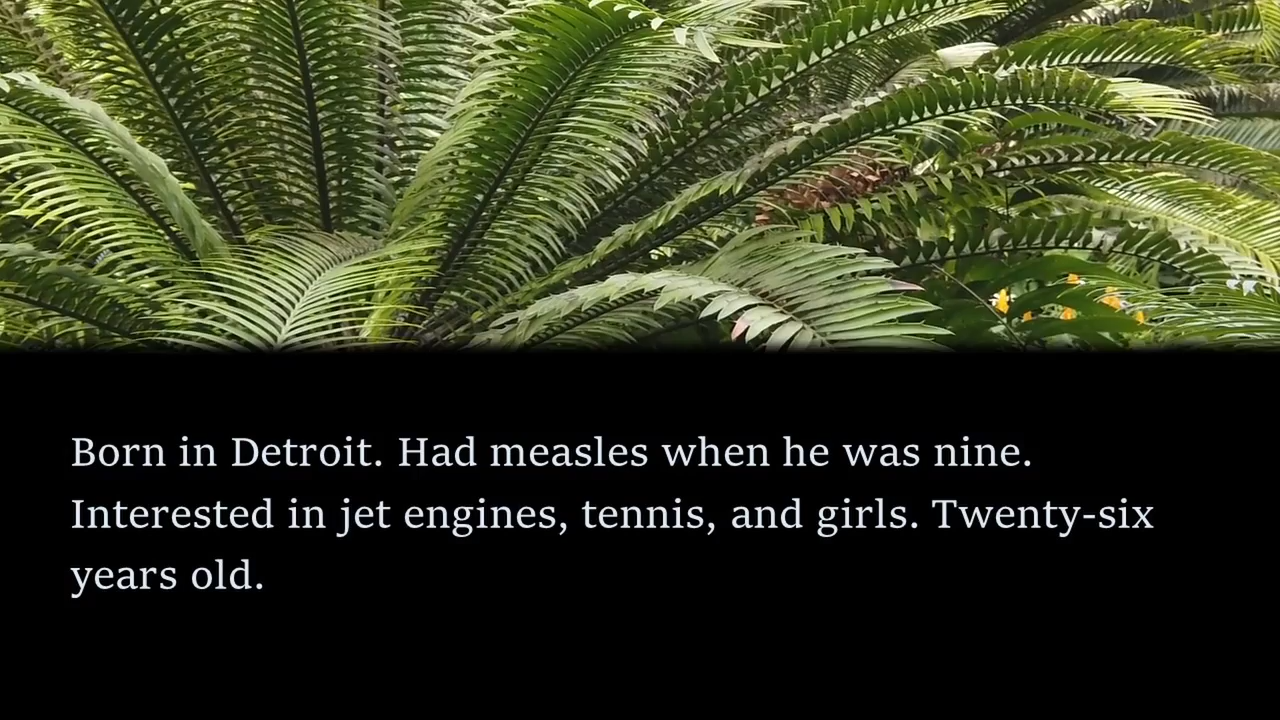 Born in Detroit. Had measles when he was nine.
Interested in jet engines, tennis, and girls. Twenty-six
years old.